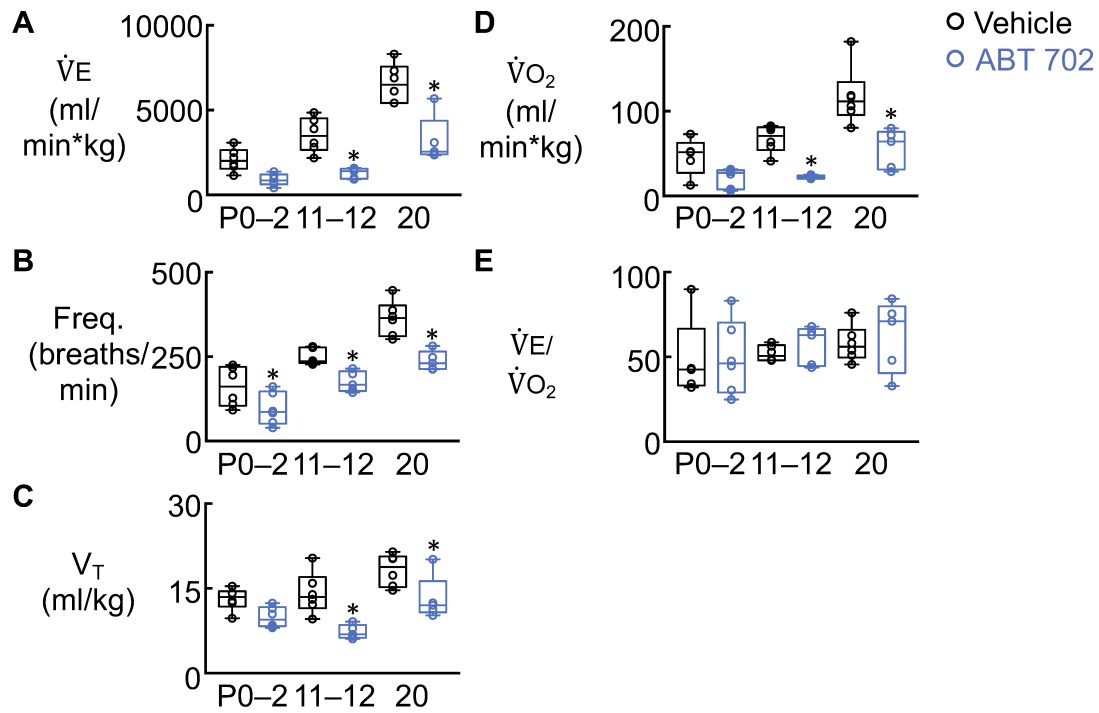 A
V̇E
(ml/
min*kg)
10000
5000
0
*
*
P0–2 11–12 20
B
Freq.
(breaths/
min)
500
250
0
*
*
*
P0–2 11–12 20
C
VT
(ml/kg)
30
15
0
*
*
P0–2 11–12 20
D
V̇O2
(ml/
min*kg)
200
100
0
*
*
P0–2 11–12 20
E
V̇E/
V̇O2
100
50
0
P0–2 11–12 20
Vehicle
ABT 702